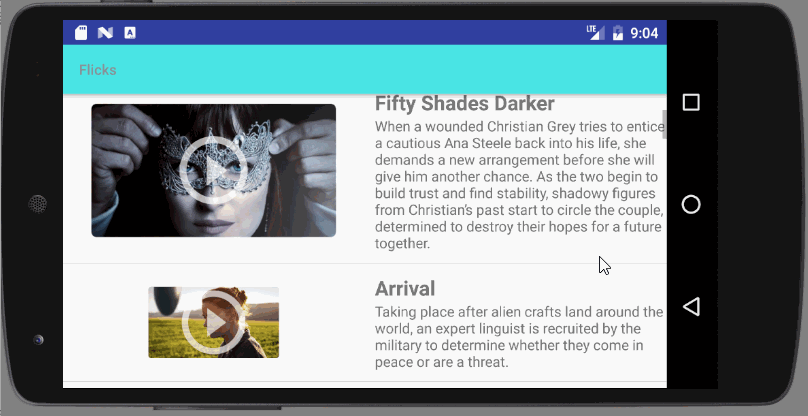 LTE 9:04
Flicks
Fifty Shades Darker
When a wounded Christian Grey tries to entice
a cautious Ana Steele back into his life, she
demands a new arrangement before she will
give him another chance. As the two begin to
build trust and find stability, shadowy figures
from Christian's past start to circle the couple,
determined to destroy their hopes for a future
together.
Arrival
Taking place after alien crafts land around the
world, an expert linguist is recruited by the
military to determine whether they come in
peace or are a threat.